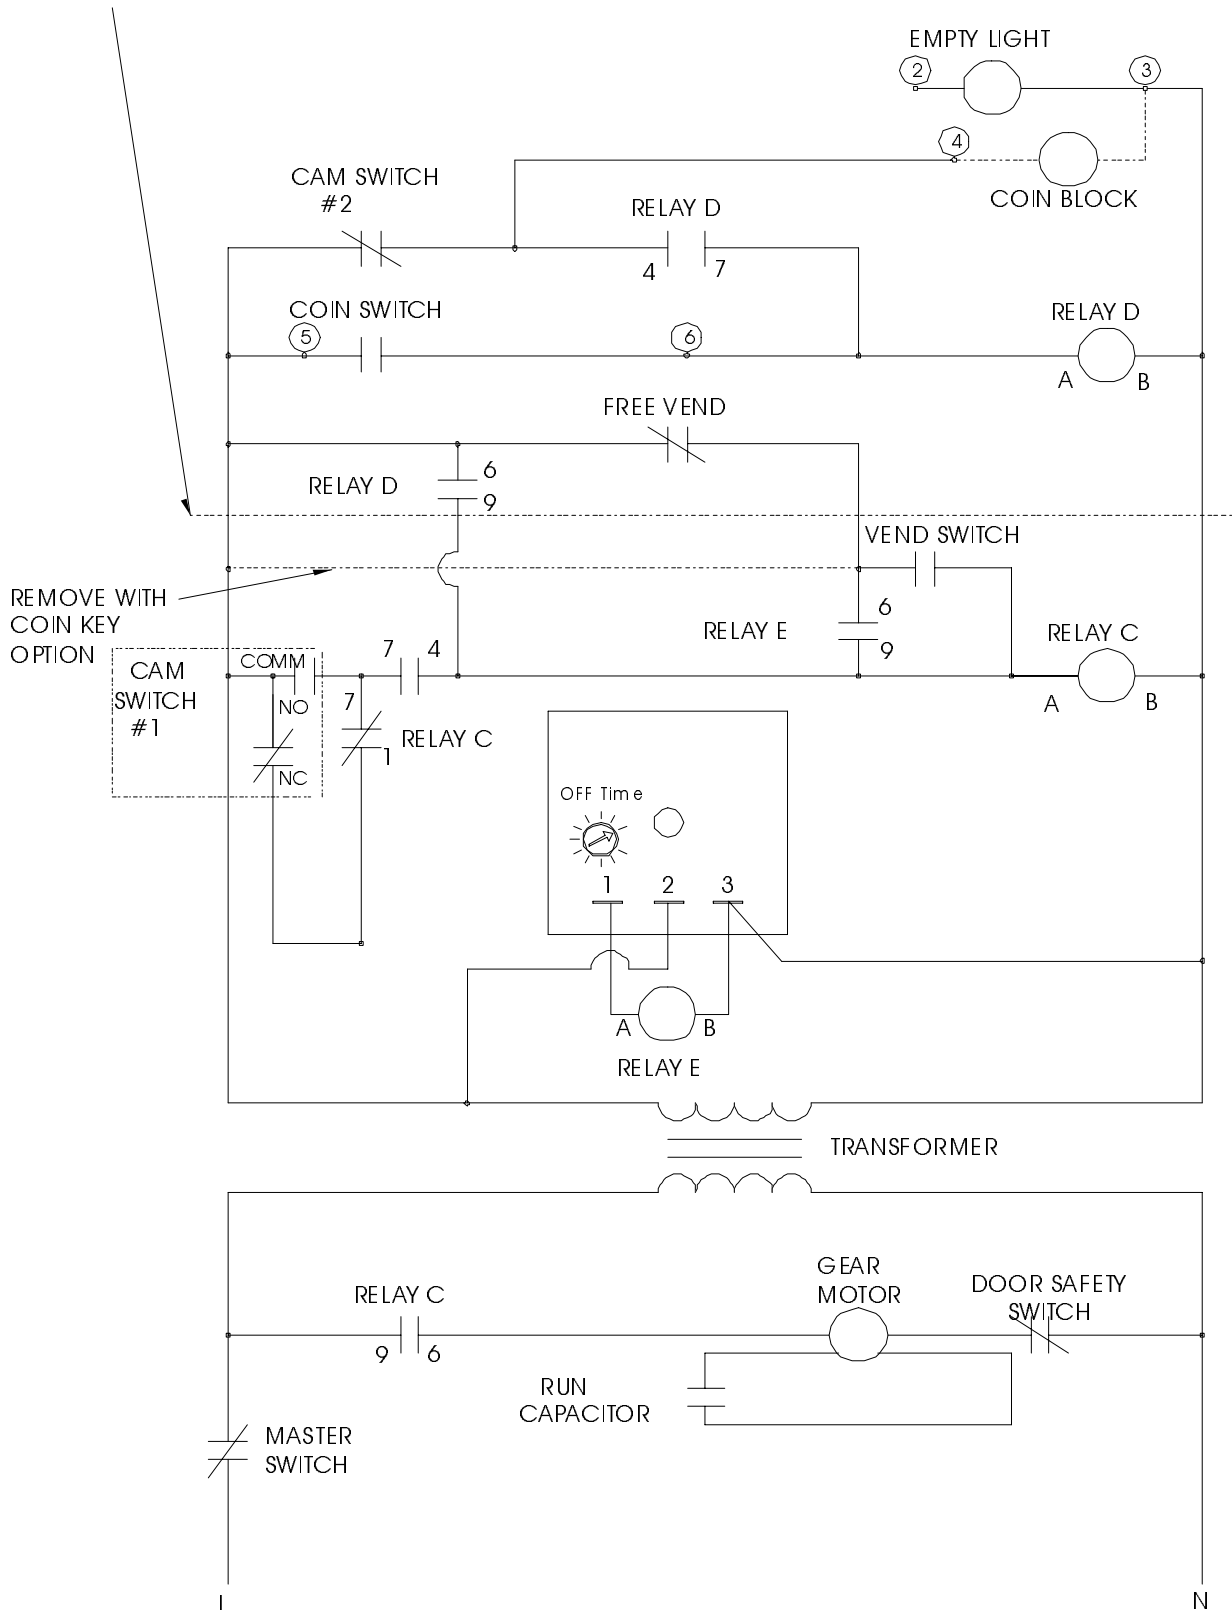 EMPTY LIGHT
2
3
4
CAM SWITCH
#2
COIN BLOCK
RELAY D
4
7
COIN SWITCH
5
6
RELAY D
A
B
FREE VEND
RELAY D
6
9
VEND SWITCH
REMOVE WITH
COIN KEY
OPTION
RELAY E
6
9
RELAY C
A
B
CAM
SWITCH
#1
COMM
NO
NC
7
4
7
1
RELAY C
OFF Time
1
2
3
A
B
RELAY E
TRANSFORMER
RELAY C
9
6
GEAR
MOTOR
DOOR SAFETY
SWITCH
RUN
CAPACITOR
MASTER
SWITCH
N